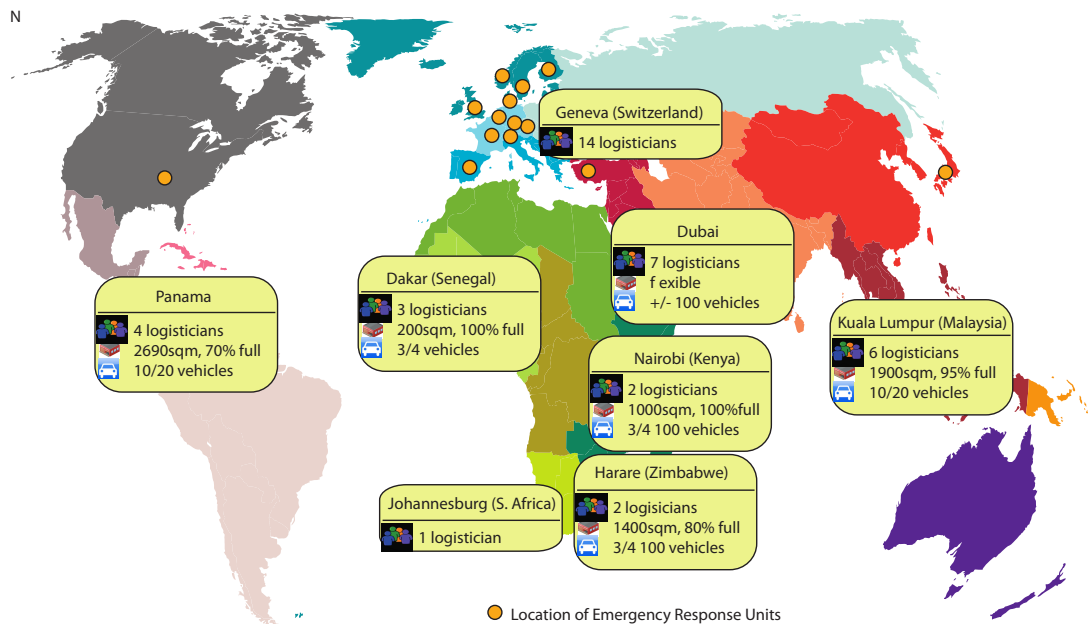 N
Geneva (Switzerland)
14 logisticians
Dubai
7 logisticians
f exible
+/- 100 vehicles
Dakar (Senegal)
3 logisticians
200sqm, 100% full
3/4 vehicles
Panama
4 logisticians
2690sqm, 70% full
10/20 vehicles
Kuala Lumpur (Malaysia)
6 logisticians
1900sqm, 95% full
10/20 vehicles
Nairobi (Kenya)
2 logisticians
1000sqm, 100%full
3/4 100 vehicles
Harare (Zimbabwe)
2 logisicians
1400sqm, 80% full
3/4 100 vehicles
Johannesburg (S. Africa)
1 logistician
Location of Emergency Response Units